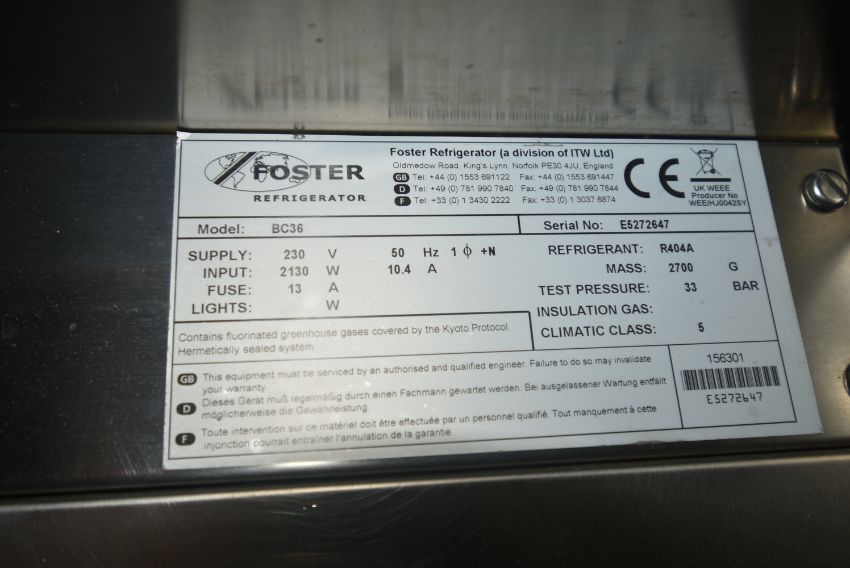 FOSTER
REFRIGERATOR
Foster Refrigerator (a division of ITW Ltd)
Oldmedow Road, King's Lynn, Norfolk PE30 4JU, England
GB Tel: +44 (0) 1553 691122 Fax: +44 (0) 1553 691447
D Tel: +49 (0) 781 990 7840 Fax: +49 (0) 781 990 7844
F Tel: +33 (0) 1 3430 2222 Fax: +33 (0) 1 3037 6874
CE
UK WEEE
Producer No
WEE/HJ0042SY
Model: BC36
Serial No: E5272647
SUPPLY: 230 V 50 Hz 1 ϕ +N
INPUT: 2130 W 10.4 A
FUSE: 13 A
LIGHTS: W
REFRIGERANT: R404A
MASS: 2700 G
TEST PRESSURE: 33 BAR
INSULATION GAS:
CLIMATIC CLASS: 5
Contains fluorinated greenhouse gases covered by the Kyoto Protocol.
Hermetically sealed system.
GB This equipment must be serviced by an authorised and qualified engineer. Failure to do so may invalidate
your warranty.
D Dieses Gerät muß regelmäßig durch einen Fachmann gewartet werden. Bei ausgelassener Wartung entfällt
möglicherweise die Gewährleistung.
F Toute intervention sur ce matériel doit être effectuée par un personnel qualifié. Tout manquement à cette
injonction pourrait entraîner l'annulation de la garantie.
156301
E5272647